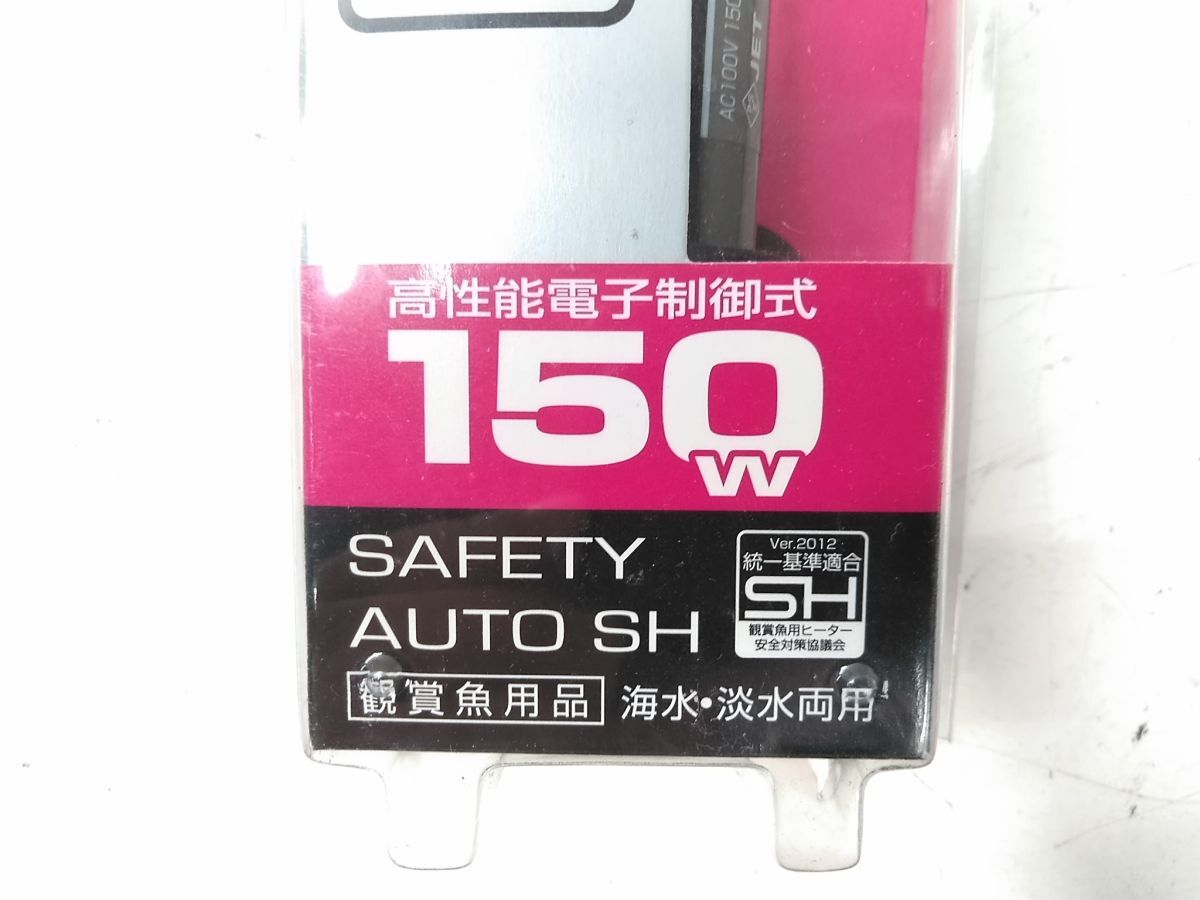 AC100V 150
JET
高性能電子制御式
150W
SAFETY
AUTO SH
Ver.2012
統一基準適合
SH
観賞魚用ヒーター
安全対策協議会
観賞魚用品 海水・淡水両用